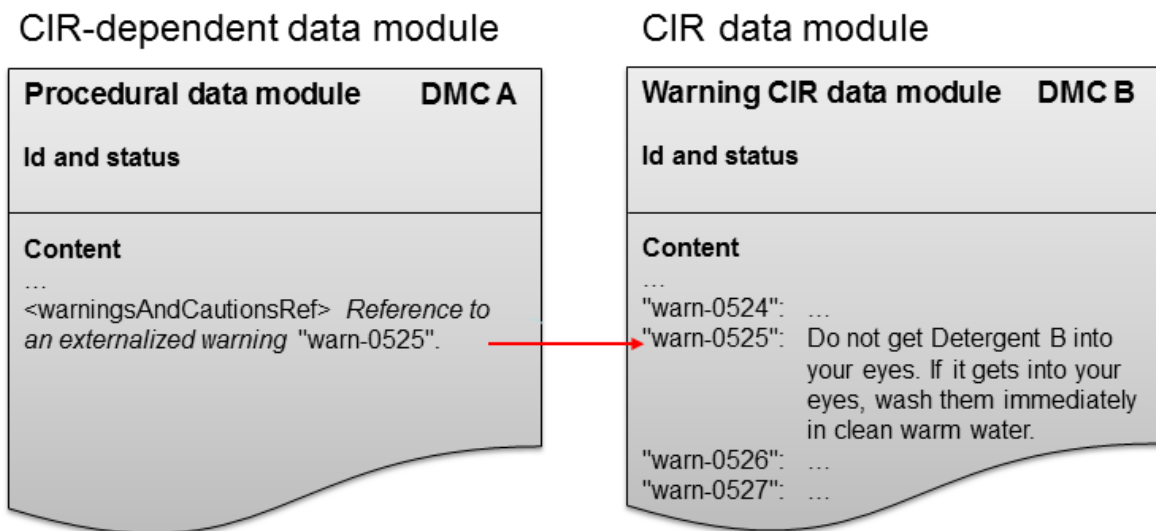 CIR-dependent data module
Procedural data module DMC A
Id and status
Content
…
<warningsAndCautionsRef> Reference to
an externalized warning "warn-0525".
CIR data module
Warning CIR data module DMC B
Id and status
Content
…
"warn-0524": …
"warn-0525": Do not get Detergent B into
your eyes. If it gets into your
eyes, wash them immediately
in clean warm water.
"warn-0526": …
"warn-0527": …